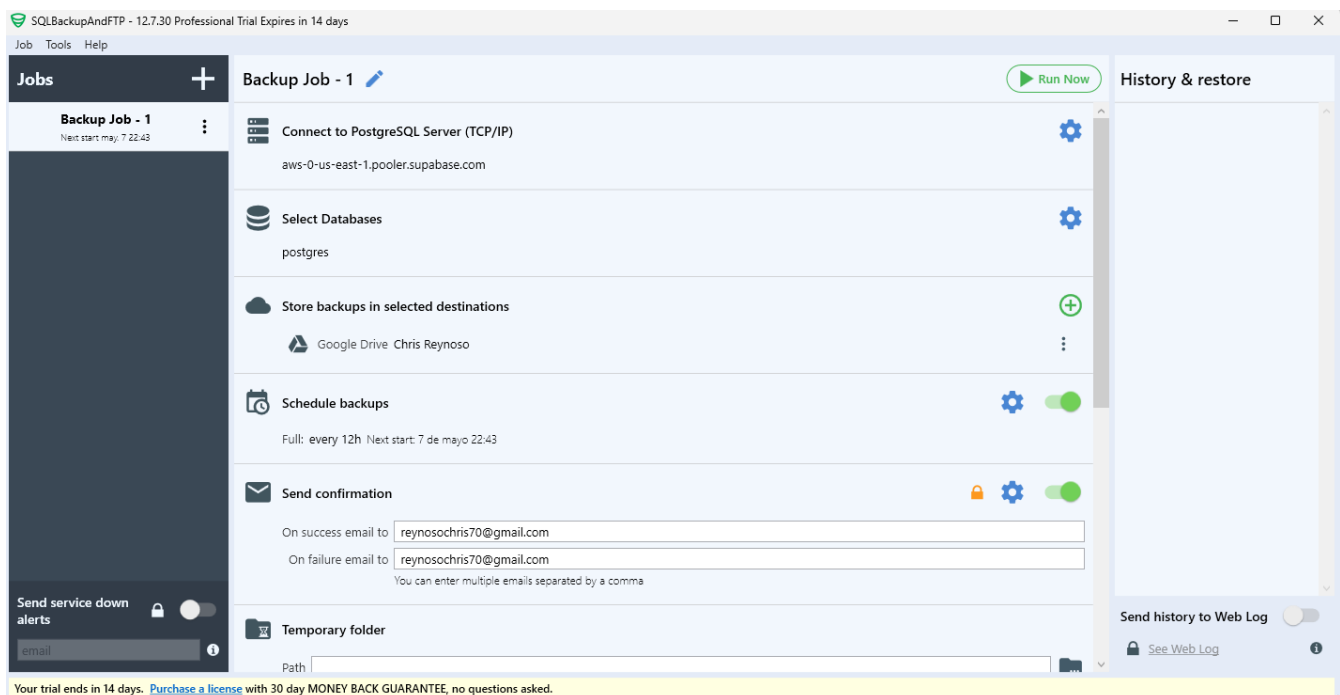 SQLBackupAndFTP - 12.7.30 Professional Trial Expires in 14 days
Job Tools Help
Jobs
Backup Job - 1
Next start may. 7 22:43
Send service down alerts
email
Backup Job - 1
Run Now
Connect to PostgreSQL Server (TCP/IP)
aws-0-us-east-1.pooler.supabase.com
Select Databases
postgres
Store backups in selected destinations
Google Drive Chris Reynoso
Schedule backups
Full: every 12h Next start: 7 de mayo 22:43
Send confirmation
On success email to reynosochris70@gmail.com
On failure email to reynosochris70@gmail.com
You can enter multiple emails separated by a comma
Temporary folder
Path
History & restore
Send history to Web Log
See Web Log
Your trial ends in 14 days. Purchase a license with 30 day MONEY BACK GUARANTEE, no questions asked.